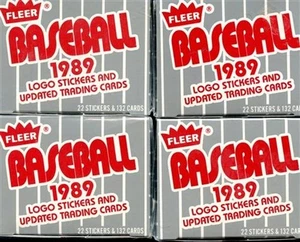 FLEER ®
BASEBALL
1989
LOGO STICKERS AND
UPDATED TRADING CARDS
22 STICKERS & 132 CARDS
FLEER ®
BASEBALL
1989
LOGO STICKERS AND
UPDATED TRADING CARDS
22 STICKERS & 132 CARDS
FLEER ®
BASEBALL
1989
LOGO STICKERS AND
UPDATED TRADING CARDS
22 STICKERS & 132 CARDS
FLEER ®
BASEBALL
1989
LOGO STICKERS AND
UPDATED TRADING CARDS
22 STICKERS & 132 CARDS